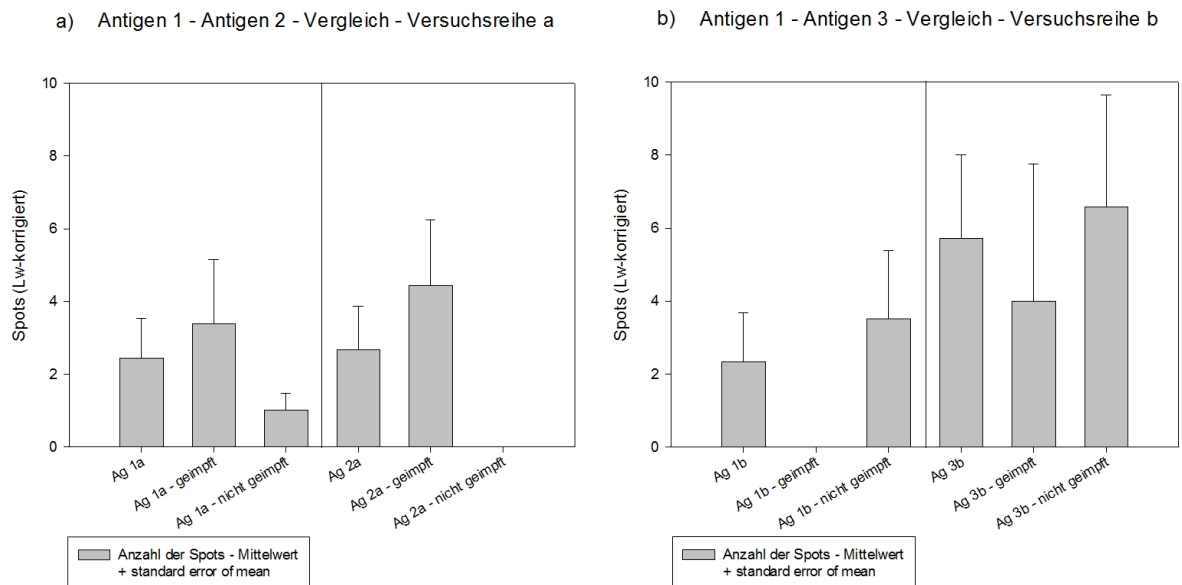 a) Antigen 1 - Antigen 2 - Vergleich - Versuchsreihe a
Spots (Lw-korrigiert)
10
8
6
4
2
0
Ag 1a
Ag 1a - geimpft
Ag 1a - nicht geimpft
Ag 2a
Ag 2a - geimpft
Ag 2a - nicht geimpft
Anzahl der Spots - Mittelwert
+ standard error of mean
b) Antigen 1 - Antigen 3 - Vergleich - Versuchsreihe b
Spots (Lw-korrigiert)
10
8
6
4
2
0
Ag 1b
Ag 1b - geimpft
Ag 1b - nicht geimpft
Ag 3b
Ag 3b - geimpft
Ag 3b - nicht geimpft
Anzahl der Spots - Mittelwert
+ standard error of mean